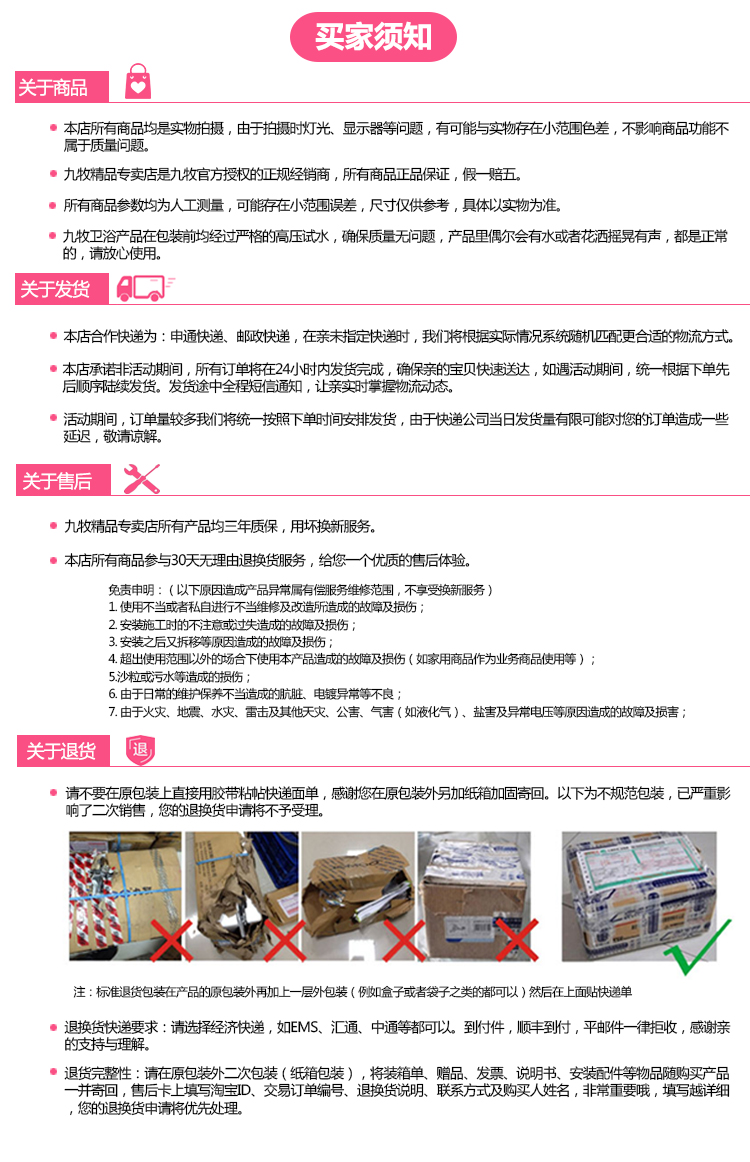 买家须知
关于商品
本店所有商品均是实物拍摄，由于拍摄时灯光、显示器等问题，有可能与实物存在小范围色差，不影响商品功能不
属于质量问题。
九牧精品专卖店是九牧官方授权的正规经销商，所有商品正品保证，假一赔五。
所有商品参数均为人工测量，可能存在小范围误差，尺寸仅供参考，具体以实物为准。
九牧卫浴产品在包装前均经过严格的高压试水，确保质量无问题，产品里偶尔会有水或者花洒摇晃有声，都是正常
的，请放心使用。
关于发货
本店合作快递为：申通快递、邮政快递，在亲未指定快递时，我们将根据实际情况系统随机匹配更合适的物流方式。
本店承诺非活动期间，所有订单将在24小时内发货完成，确保亲的宝贝快速送达，如遇活动期间，统一根据下单先
后顺序陆续发货。发货途中全程短信通知，让亲实时掌握物流动态。
活动期间，订单量较多我们将统一按照下单时间安排发货，由于快递公司当日发货量有限可能对您的订单造成一些
延迟，敬请谅解。
关于售后
九牧精品专卖店所有产品均三年质保，用坏换新服务。
本店所有商品参与30天无理由退换货服务，给您一个优质的售后体验。
免责申明：（以下原因造成产品异常属有偿服务维修范围，不享受换新服务）
1. 使用不当或者私自进行不当维修及改造所造成的故障及损伤；
2. 安装施工时的不注意或过失造成的故障及损伤；
3. 安装之后又拆移等原因造成的故障及损伤；
4. 超出使用范围以外的场合下使用本产品造成的故障及损伤（如家用商品作为业务商品使用等）；
5.沙粒或污水等造成的损伤；
6. 由于日常的维护保养不当造成的肮脏、电镀异常等不良；
7. 由于火灾、地震、水灾、雷击及其他天灾、公害、气害（如液化气）、盐害及异常电压等原因造成的故障及损害；
关于退货
退
请不要在原包装上直接用胶带粘帖快递面单，感谢您在原包装外另加纸箱加固寄回。以下为不规范包装，已严重影
响了二次销售，您的退换货申请将不予受理。
注：标准退货包装在产品的原包装外再加上一层外包装（例如盒子或者袋子之类的都可以）然后在上面贴快递单
退换货快递要求：请选择经济快递，如EMS、汇通、中通等都可以。到付件，顺丰到付，平邮件一律拒收，感谢亲
的支持与理解。
退货完整性：请在原包装外二次包装（纸箱包装），将装箱单、赠品、发票、说明书、安装配件等物品随购买产品
一并寄回，售后卡上填写淘宝ID、交易订单编号、退换货说明、联系方式及购买人姓名，非常重要哦，填写越详细
，您的退换货申请将优先处理。